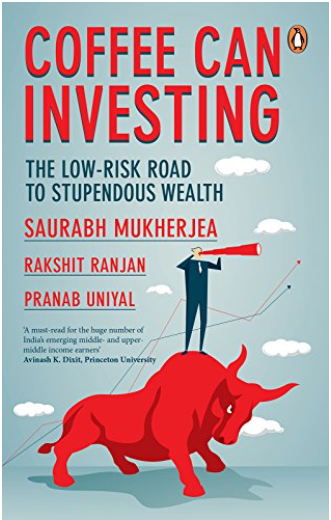 COFFEE CAN
INVESTING
THE LOW-RISK ROAD
TO STUPENDOUS WEALTH
SAURABH MUKHERJEA
RAKSHIT RANJAN
PRANAB UNIYAL
'A must-read for the huge number of
India's emerging middle- and upper-
middle income earners'
Avinash K. Dixit, Princeton University